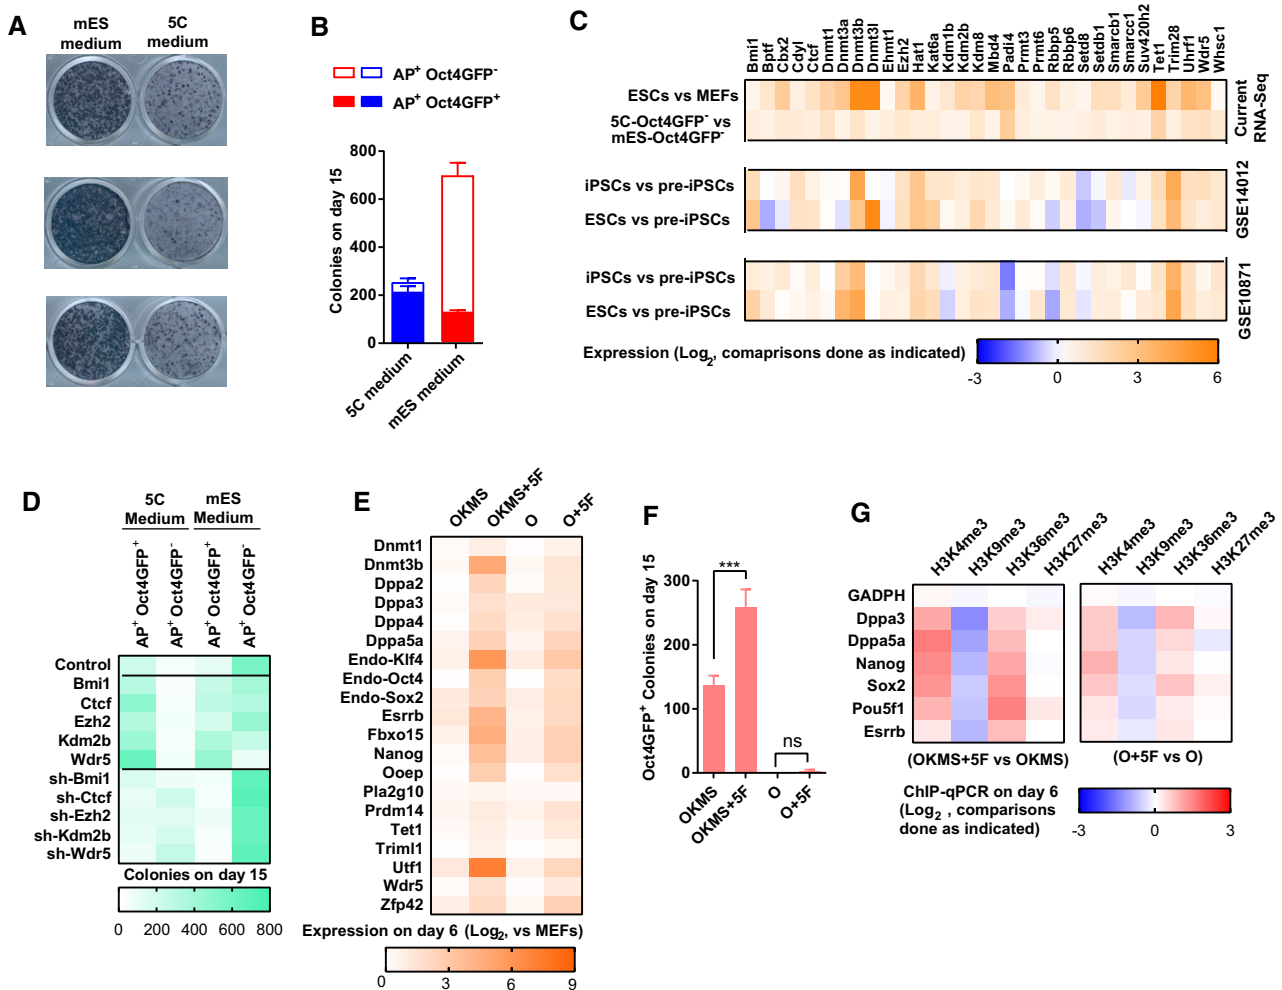 A
mES medium
5C medium
B
AP+ Oct4GFP-
AP+ Oct4GFP+
Colonies on day 15
800
600
400
200
0
5C medium
mES medium
C
Bmi1
Bptf
Cbx2
Cdyl
Ctcf
Dnmt1
Dnmt3a
Dnmt3b
Dnmt3l
Ehmt1
Ezh2
Hat1
Kat6a
Kdm1b
Kdm2b
Kdm8
Mbd4
Padi4
Prmt3
Prmt6
Rbbp5
Rbbp6
Setd8
Setdb1
Smarcb1
Smarcc1
Suv420h2
Tet1
Trim28
Uhrf1
Wdr5
Whsc1
ESCs vs MEFs
5C-Oct4GFP- vs
mES-Oct4GFP-
Current
RNA-Seq
iPSCs vs pre-iPSCs
ESCs vs pre-iPSCs
GSE14012
iPSCs vs pre-iPSCs
ESCs vs pre-iPSCs
GSE10871
Expression (Log2, comaprisons done as indicated)
-3 0 3 6
D
5C Medium
mES Medium
AP+ Oct4GFP+
AP+ Oct4GFP-
AP+ Oct4GFP+
AP+ Oct4GFP-
Control
Bmi1
Ctcf
Ezh2
Kdm2b
Wdr5
sh-Bmi1
sh-Ctcf
sh-Ezh2
sh-Kdm2b
sh-Wdr5
Colonies on day 15
0 200 400 600 800
E
OKMS
OKMS+5F
O
O+5F
Dnmt1
Dnmt3b
Dppa2
Dppa3
Dppa4
Dppa5a
Endo-Klf4
Endo-Oct4
Endo-Sox2
Esrrb
Fbxo15
Nanog
Ooep
Pla2g10
Prdm14
Tet1
Triml1
Utf1
Wdr5
Zfp42
Expression on day 6 (Log2, vs MEFs)
0 3 6 9
F
Oct4GFP+ Colonies on day 15
300
200
100
0
***
ns
OKMS
OKMS+5F
O
O+5F
G
H3K4me3
H3K9me3
H3K36me3
H3K27me3
H3K4me3
H3K9me3
H3K36me3
H3K27me3
GADPH
Dppa3
Dppa5a
Nanog
Sox2
Pou5f1
Esrrb
(OKMS+5F vs OKMS)
(O+5F vs O)
ChIP-qPCR on day 6
(Log2 , comparisons
done as indicated)
-3 0 3